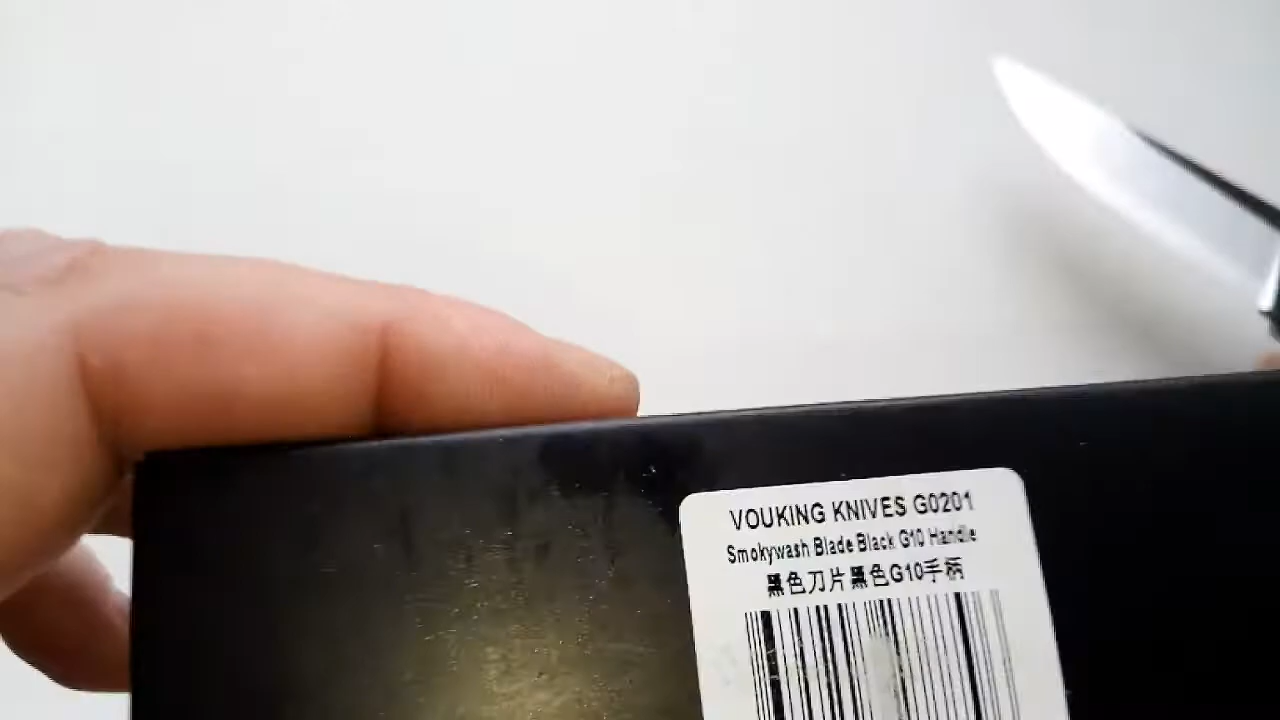 VOUKING KNIVES G0201
Smokywash Blade Black G10 Handle
黑色刀片黑色G10手柄